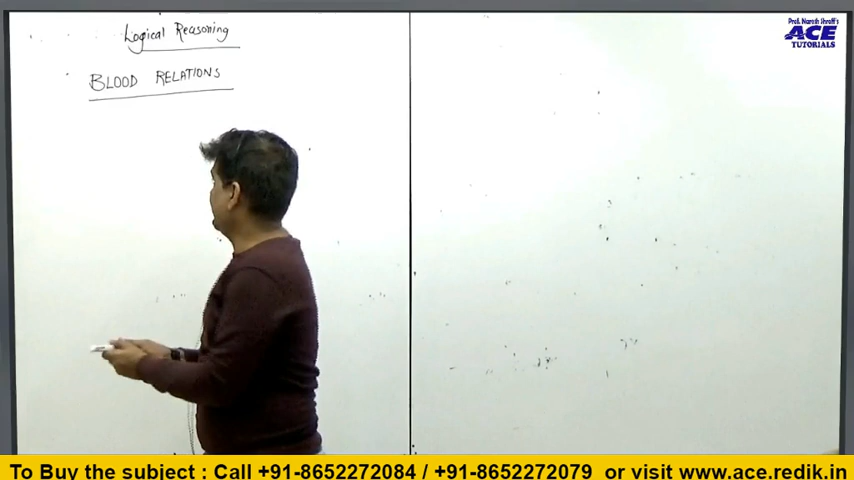 Logical Reasoning
BLOOD RELATIONS
Prof. Naresh Shroff's
ACE
TUTORIALS
To Buy the subject : Call +91-8652272084 / +91-8652272079 or visit www.ace.redik.in